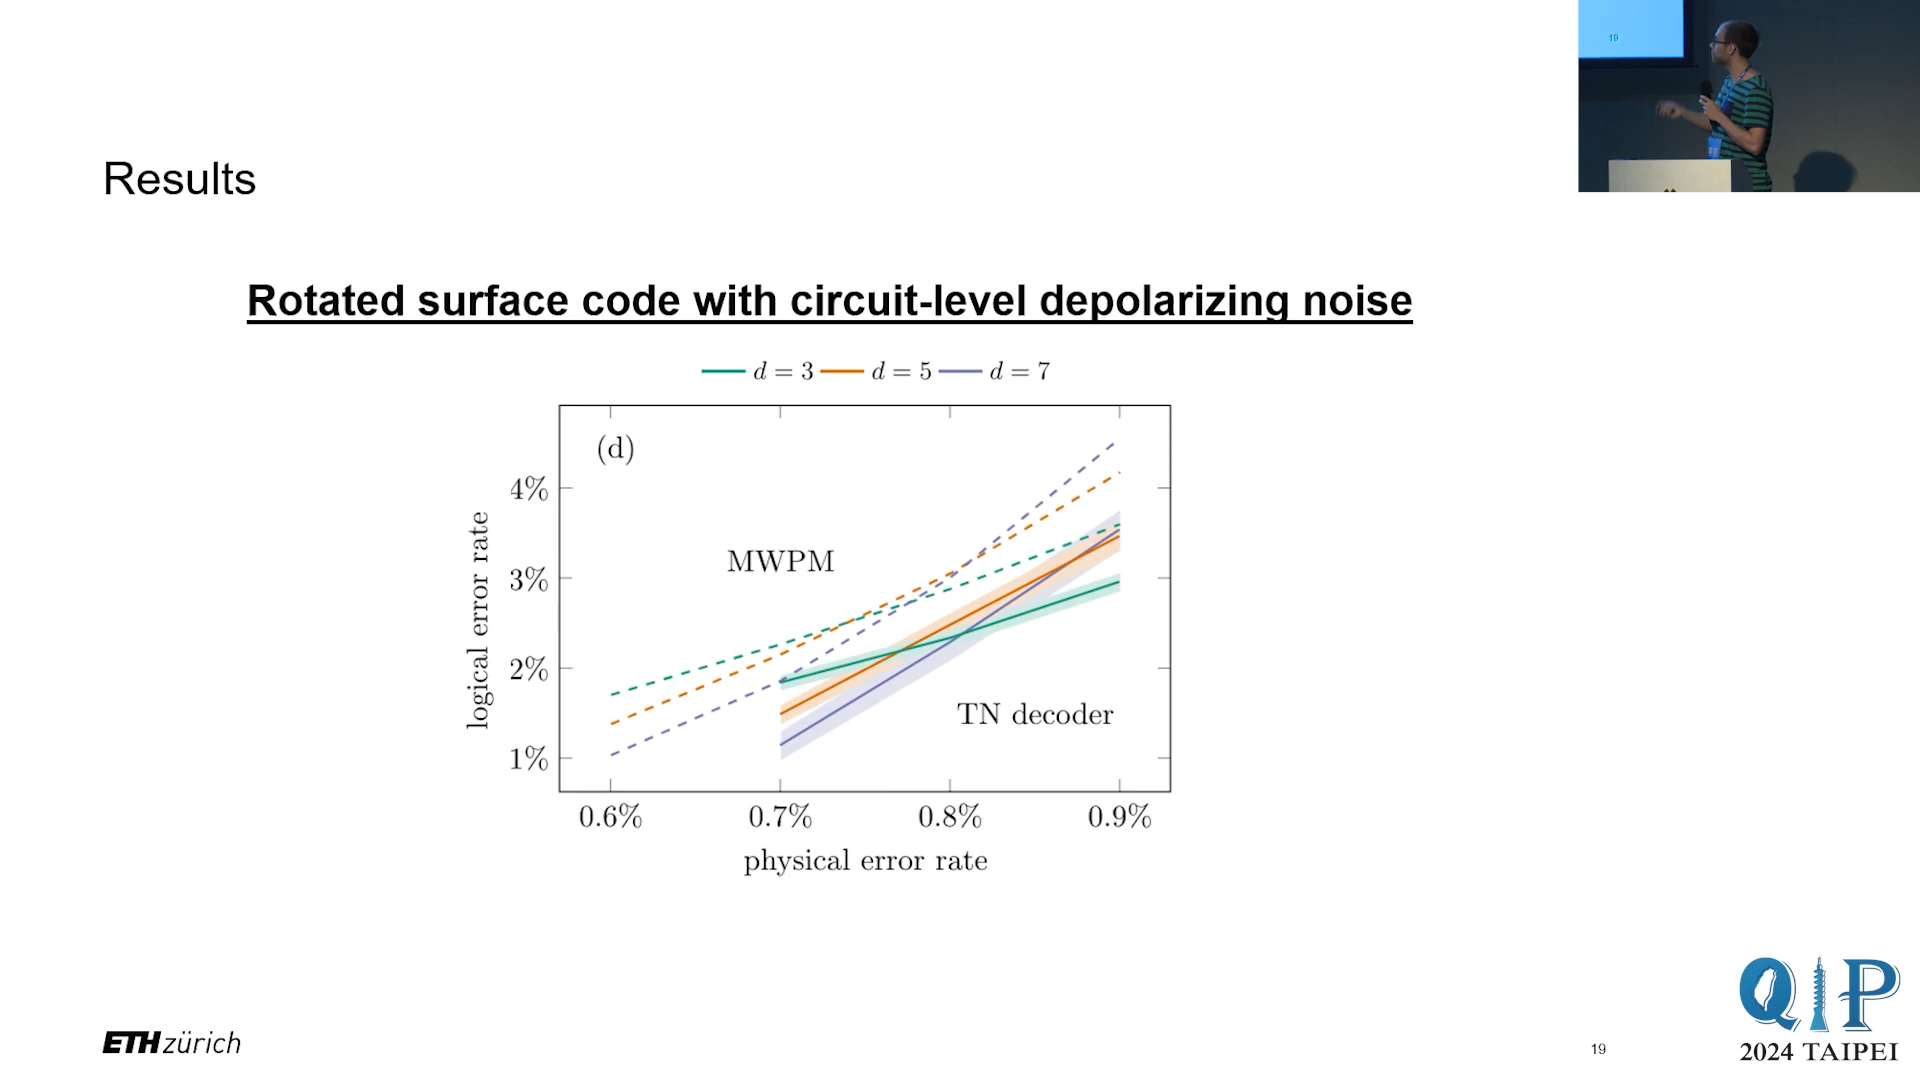 19
Results
Rotated surface code with circuit-level depolarizing noise
d = 3 d = 5 d = 7
(d)
4%
3%
2%
1%
logical error rate
MWPM
TN decoder
0.6% 0.7% 0.8% 0.9%
physical error rate
ETH zürich
19
QIP
2024 TAIPEI